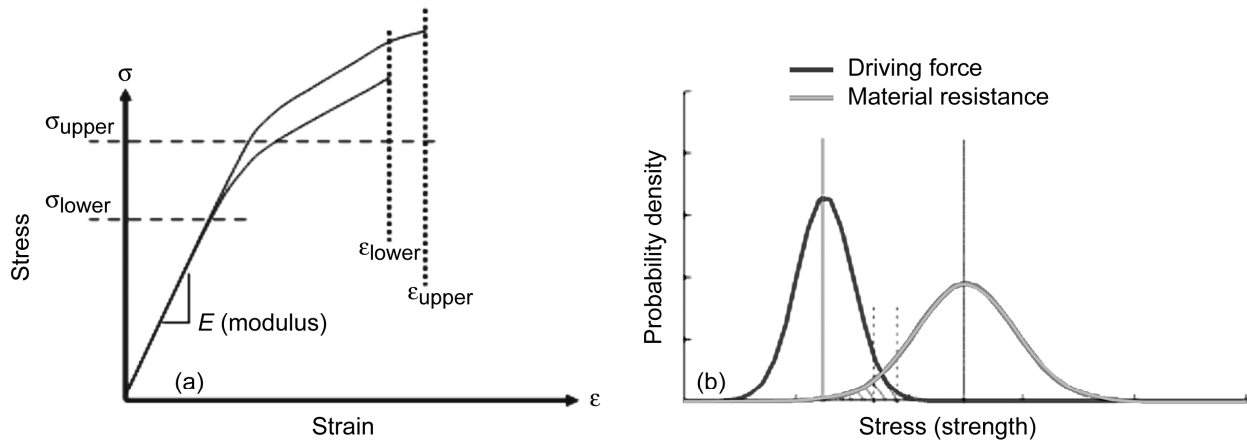 σ
σupper
σlower
Stress
εlower
εupper
E (modulus)
(a)
ε
Strain
Driving force
Material resistance
Probability density
(b)
Stress (strength)